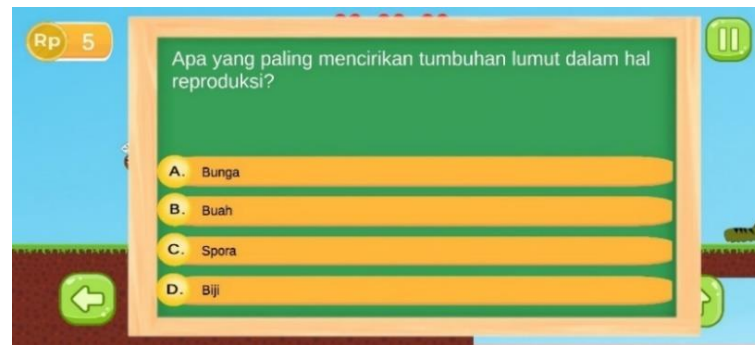 Rp 5
Apa yang paling mencirikan tumbuhan lumut dalam hal
reproduksi?
A. Bunga
B. Buah
C. Spora
D. Biji